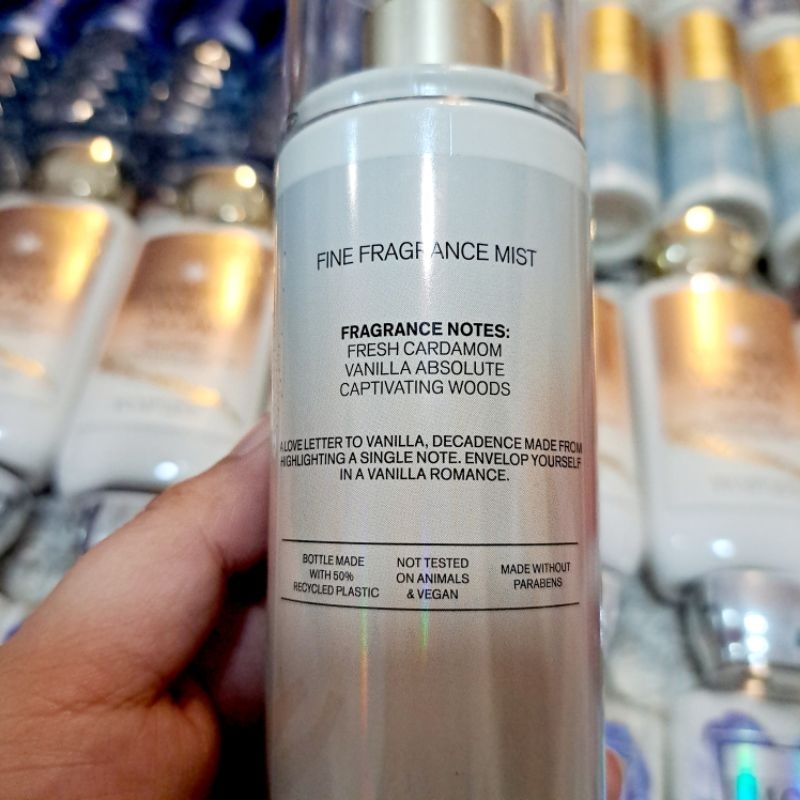 FINE FRAGRANCE MIST
FRAGRANCE NOTES:
FRESH CARDAMOM
VANILLA ABSOLUTE
CAPTIVATING WOODS
A LOVE LETTER TO VANILLA, DECADENCE MADE FROM
HIGHLIGHTING A SINGLE NOTE. ENVELOP YOURSELF
IN A VANILLA ROMANCE.
BOTTLE MADE
WITH 50%
RECYCLED PLASTIC
NOT TESTED
ON ANIMALS
& VEGAN
MADE WITHOUT
PARABENS